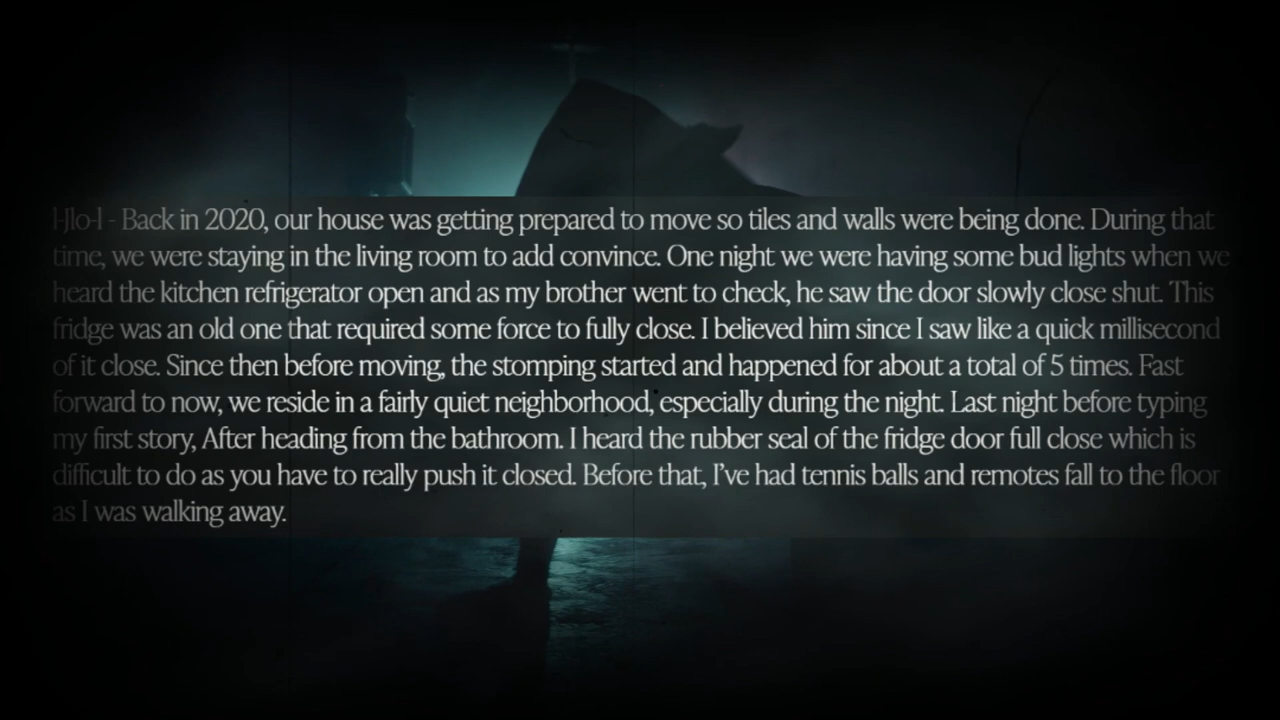 I-Jlo-I - Back in 2020, our house was getting prepared to move so tiles and walls were being done. During that
time, we were staying in the living room to add convince. One night we were having some bud lights when we
heard the kitchen refrigerator open and as my brother went to check, he saw the door slowly close shut. This
fridge was an old one that required some force to fully close. I believed him since I saw like a quick millisecond
of it close. Since then before moving, the stomping started and happened for about a total of 5 times. Fast
forward to now, we reside in a fairly quiet neighborhood, especially during the night. Last night before typing
my first story, After heading from the bathroom. I heard the rubber seal of the fridge door full close which is
difficult to do as you have to really push it closed. Before that, I’ve had tennis balls and remotes fall to the floor
as I was walking away.